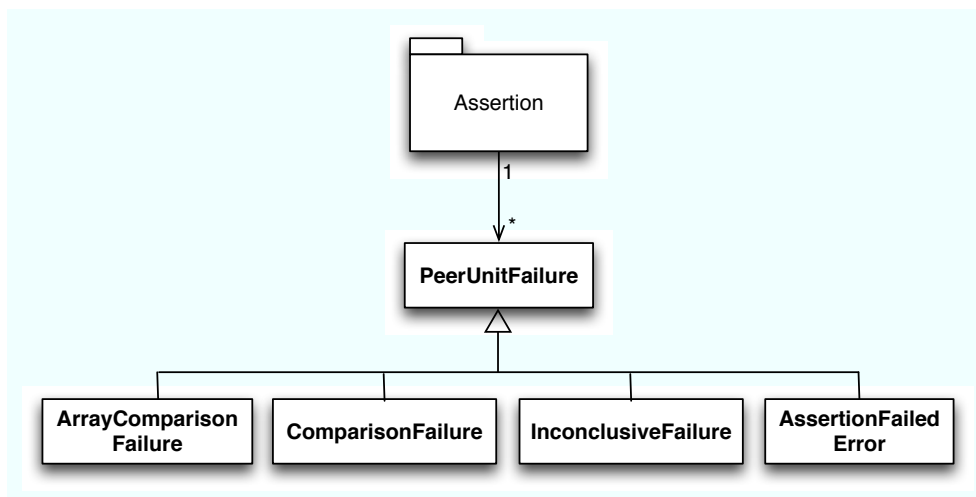 Assertion
1
*
PeerUnitFailure
ArrayComparison
Failure
ComparisonFailure
InconclusiveFailure
AssertionFailed
Error